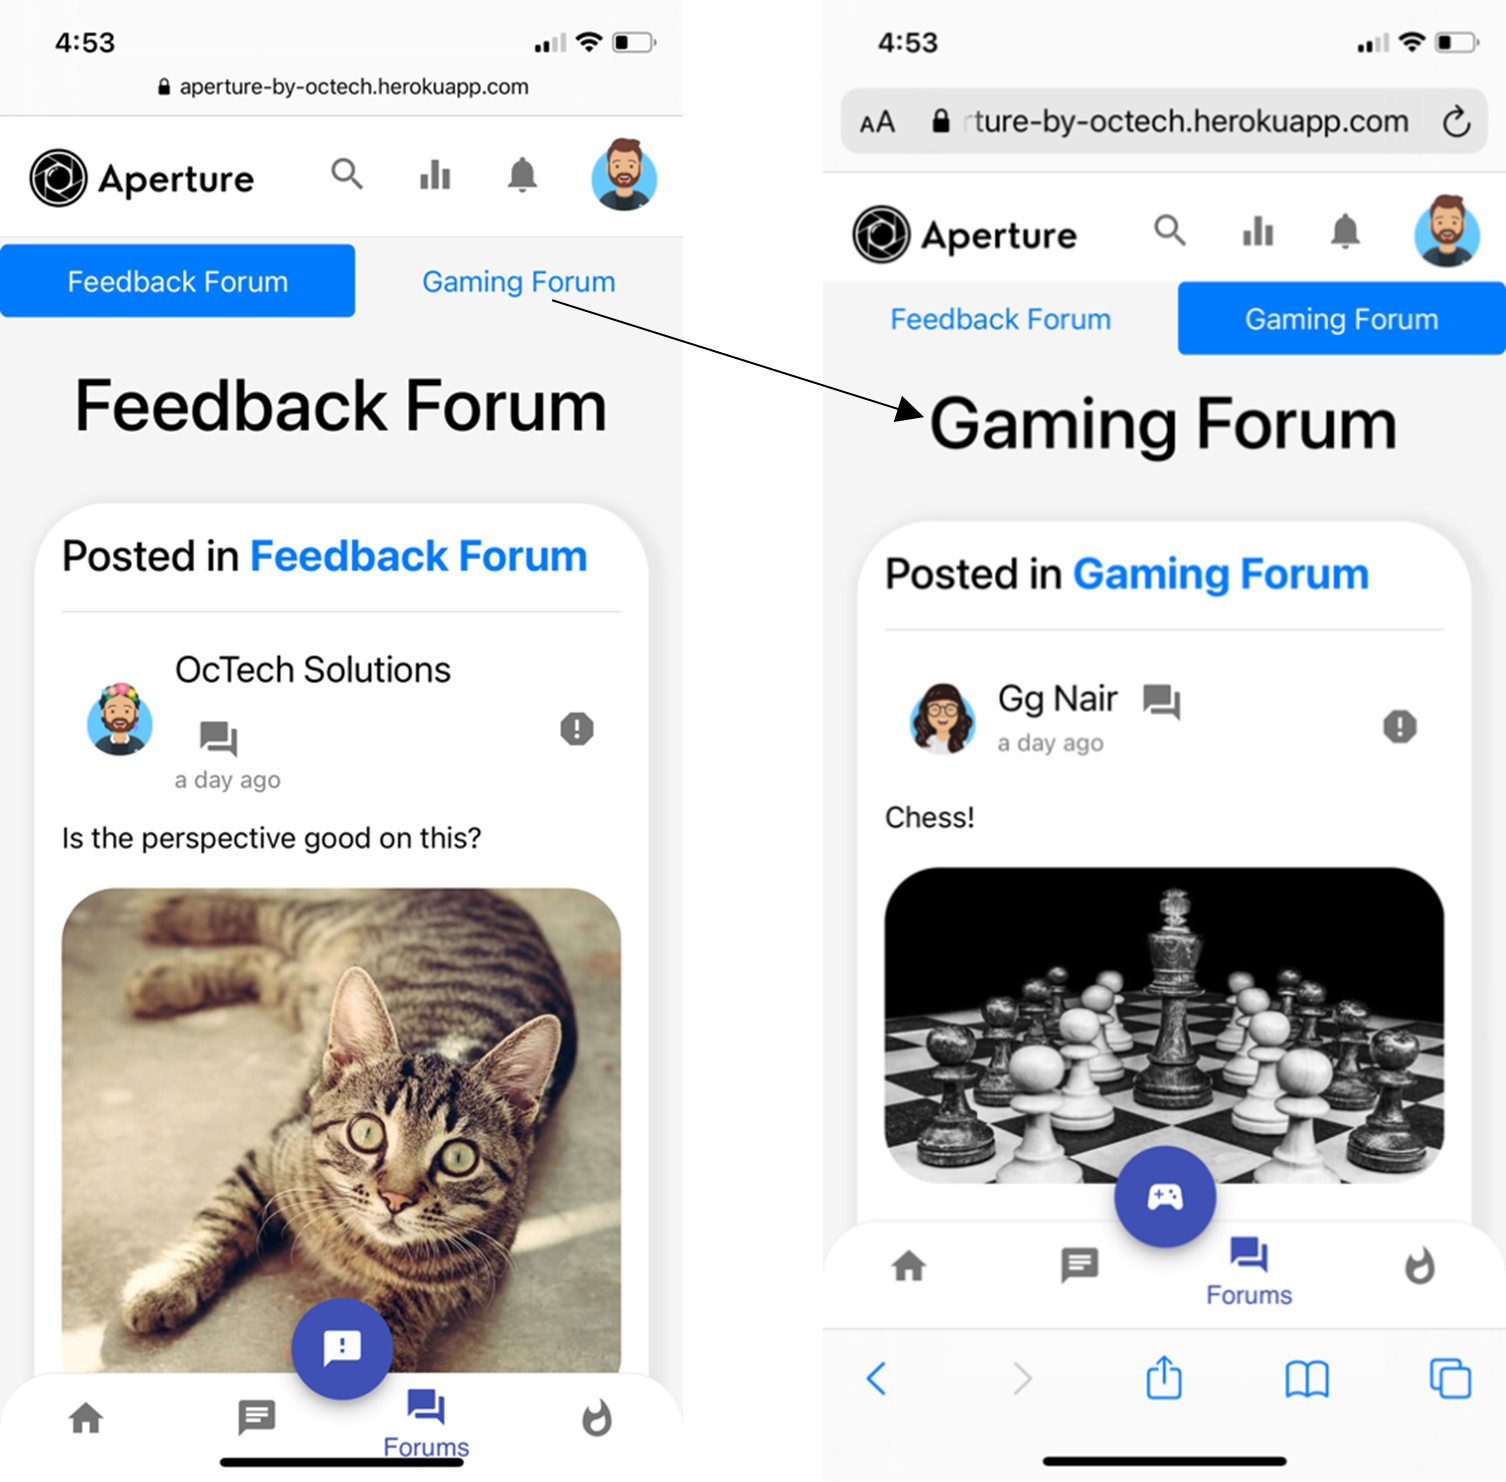 4:53
aperture-by-octech.herokuapp.com
Aperture
Feedback Forum
Gaming Forum
Feedback Forum
Posted in Feedback Forum
OcTech Solutions
a day ago
Is the perspective good on this?
Forums
4:53
AA
rture-by-octech.herokuapp.com
Aperture
Feedback Forum
Gaming Forum
Gaming Forum
Posted in Gaming Forum
Gg Nair
a day ago
Chess!
Forums